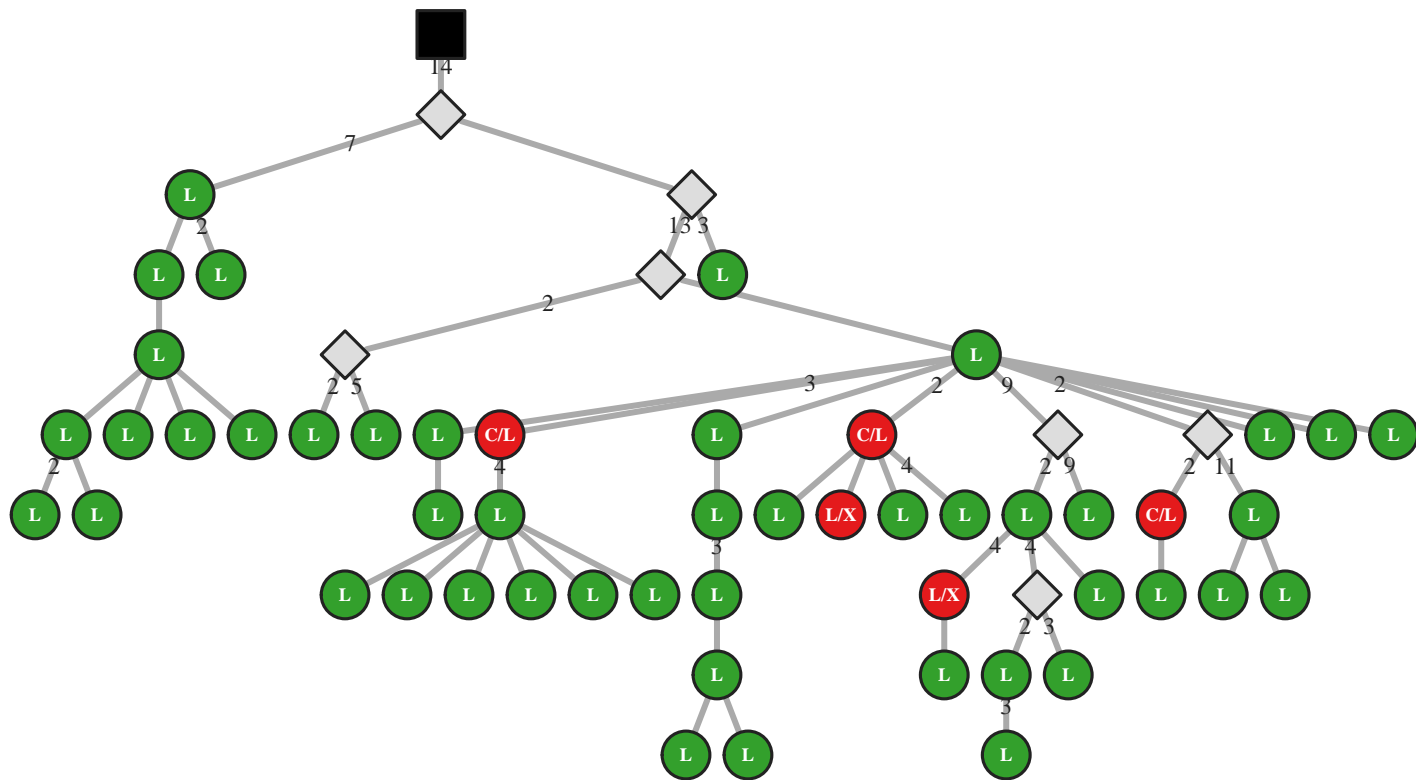 14
7
L
2 13 3
L L L
2
L L
3 2 9 2
2 5
L L L L L L L C/L L C/L L L L
2 4 4 2 9 2 11
L L L L L L L/X L L L L C/L L
3 4 4
L L L L L L L L/X L L L L
2 3
L L L L
3
L L L